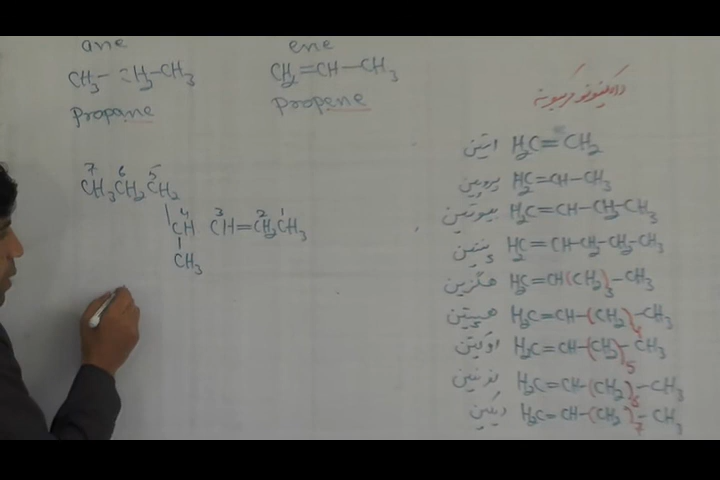 ane ene
CH₃–CH₃–CH₃ CH₂=CH–CH₃
Propane Propene
7 6 5
CH₃CH₂CH₂
4 3 2 1
CH CH=CH₂CH₃
CH₃
ایتین H₂C=CH₂
پروپین H₂C=CH–CH₃
بیوتین H₂C=CH–CH₂–CH₃
پنتین H₂C=CH–CH₂–CH₂–CH₃
هگزین H₂C=CH(CH₂)₃–CH₃
هیپتین H₂C=CH–(CH₂)₄–CH₃
اوکتین H₂C=CH–(CH₂)₅–CH₃
نونین H₂C=CH–(CH₂)₆–CH₃
دیکین H₂C=CH–(CH₂)₇–CH₃